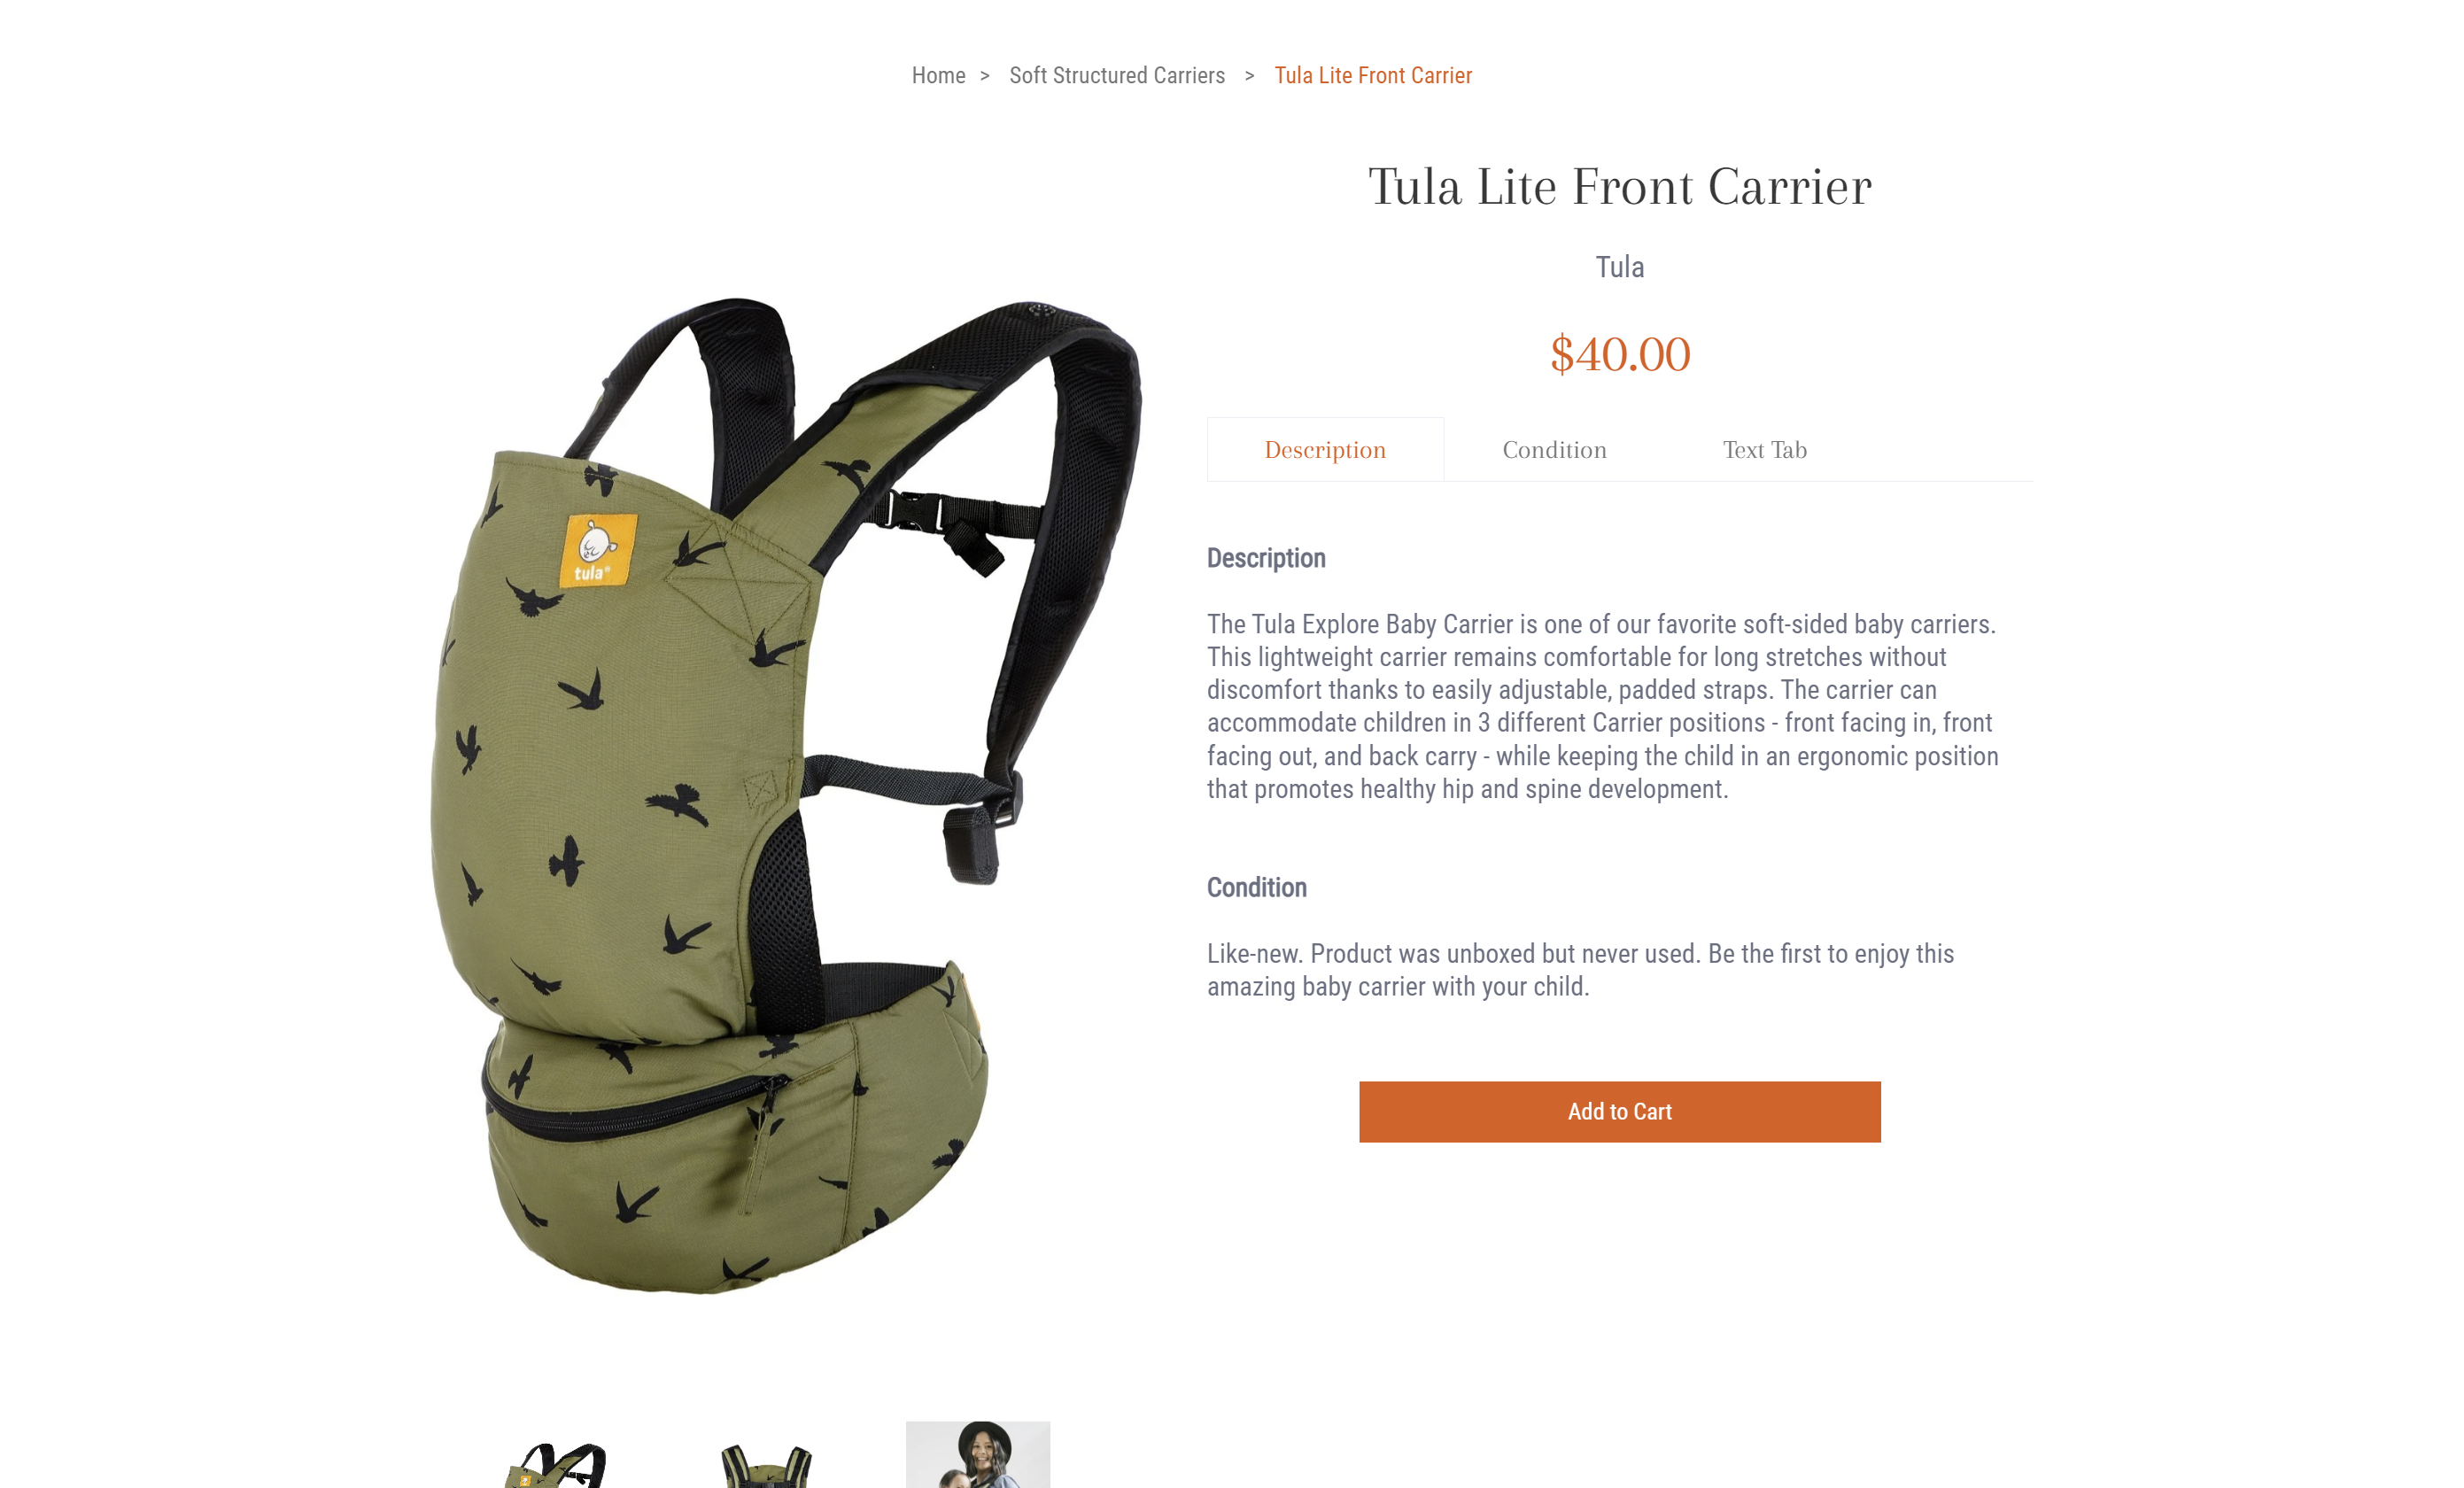 Home > Soft Structured Carriers > Tula Lite Front Carrier
Tula Lite Front Carrier
Tula
$40.00
Description Condition Text Tab
tula®
Description
The Tula Explore Baby Carrier is one of our favorite soft-sided baby carriers.
This lightweight carrier remains comfortable for long stretches without
discomfort thanks to easily adjustable, padded straps. The carrier can
accommodate children in 3 different Carrier positions - front facing in, front
facing out, and back carry - while keeping the child in an ergonomic position
that promotes healthy hip and spine development.
Condition
Like-new. Product was unboxed but never used. Be the first to enjoy this
amazing baby carrier with your child.
Add to Cart